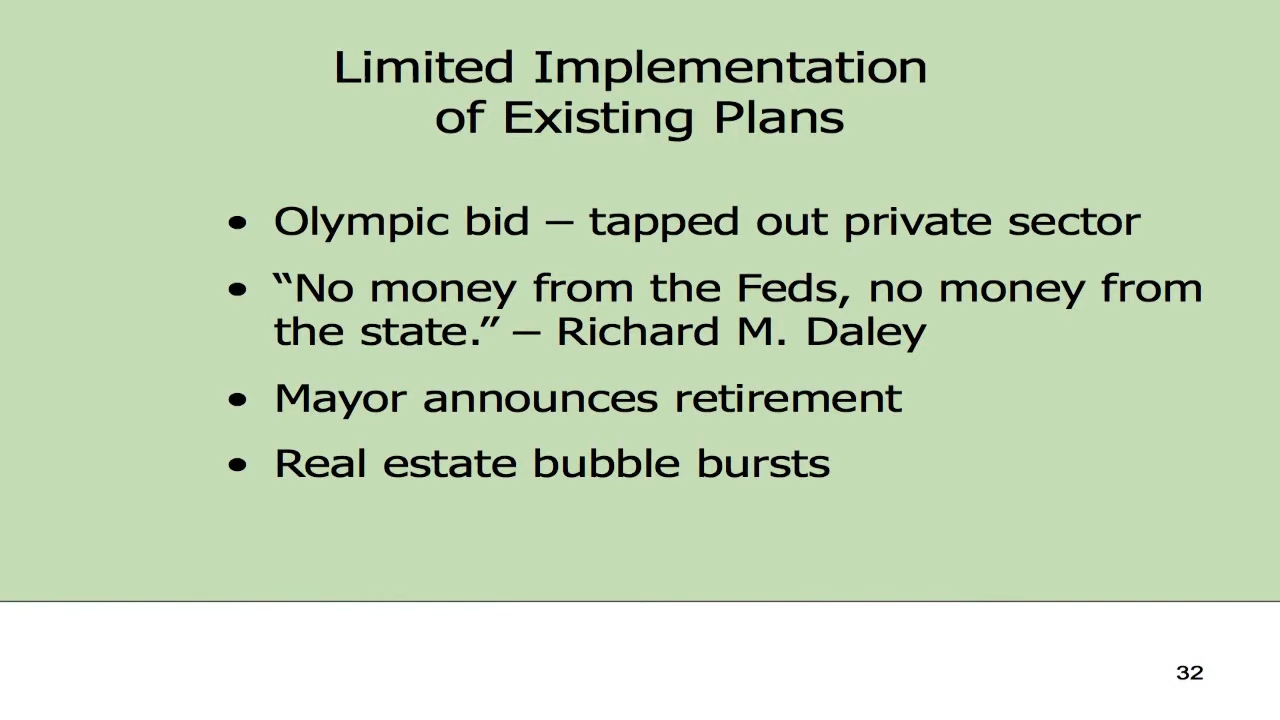 Limited Implementation
of Existing Plans
• Olympic bid – tapped out private sector
• “No money from the Feds, no money from
the state.” – Richard M. Daley
• Mayor announces retirement
• Real estate bubble bursts
32